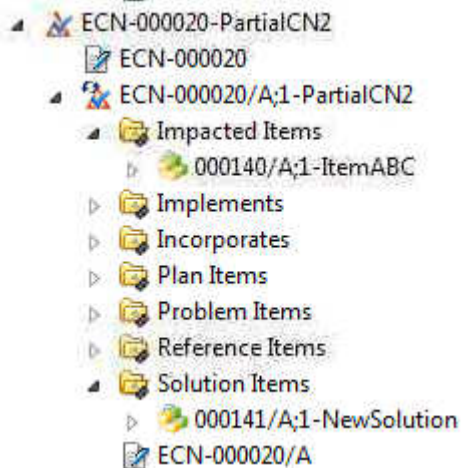 ECN-000020-PartialCN2
ECN-000020
ECN-000020/A;1-PartialCN2
Impacted Items
000140/A;1-ItemABC
Implements
Incorporates
Plan Items
Problem Items
Reference Items
Solution Items
000141/A;1-NewSolution
ECN-000020/A